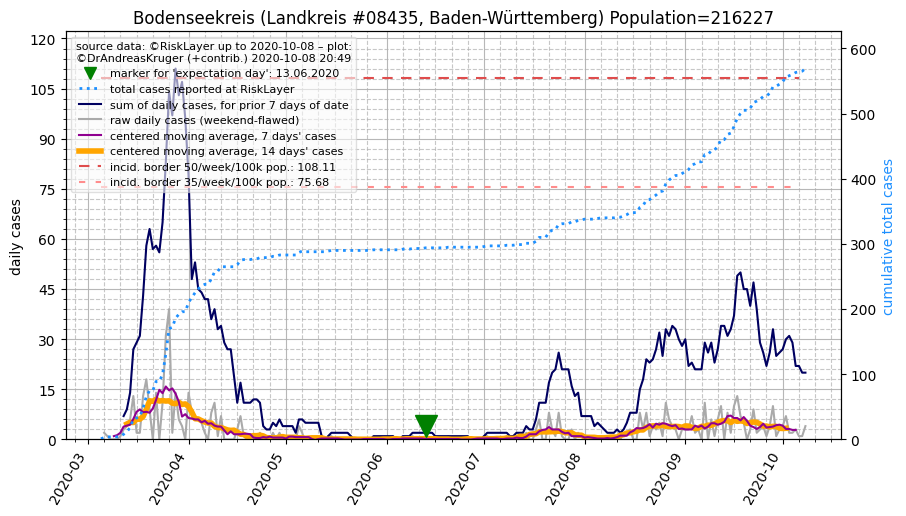 Bodenseekreis (Landkreis #08435, Baden-Württemberg) Population=216227
source data: ©RiskLayer up to 2020-10-08 – plot:
©DrAndreasKruger (+contrib.) 2020-10-08 20:49
marker for 'expectation day': 13.06.2020
total cases reported at RiskLayer
sum of daily cases, for prior 7 days of date
raw daily cases (weekend-flawed)
centered moving average, 7 days' cases
centered moving average, 14 days' cases
incid. border 50/week/100k pop.: 108.11
incid. border 35/week/100k pop.: 75.68
daily cases
120
105
90
75
60
45
30
15
0
cumulative total cases
600
500
400
300
200
100
0
2020-03
2020-04
2020-05
2020-06
2020-07
2020-08
2020-09
2020-10